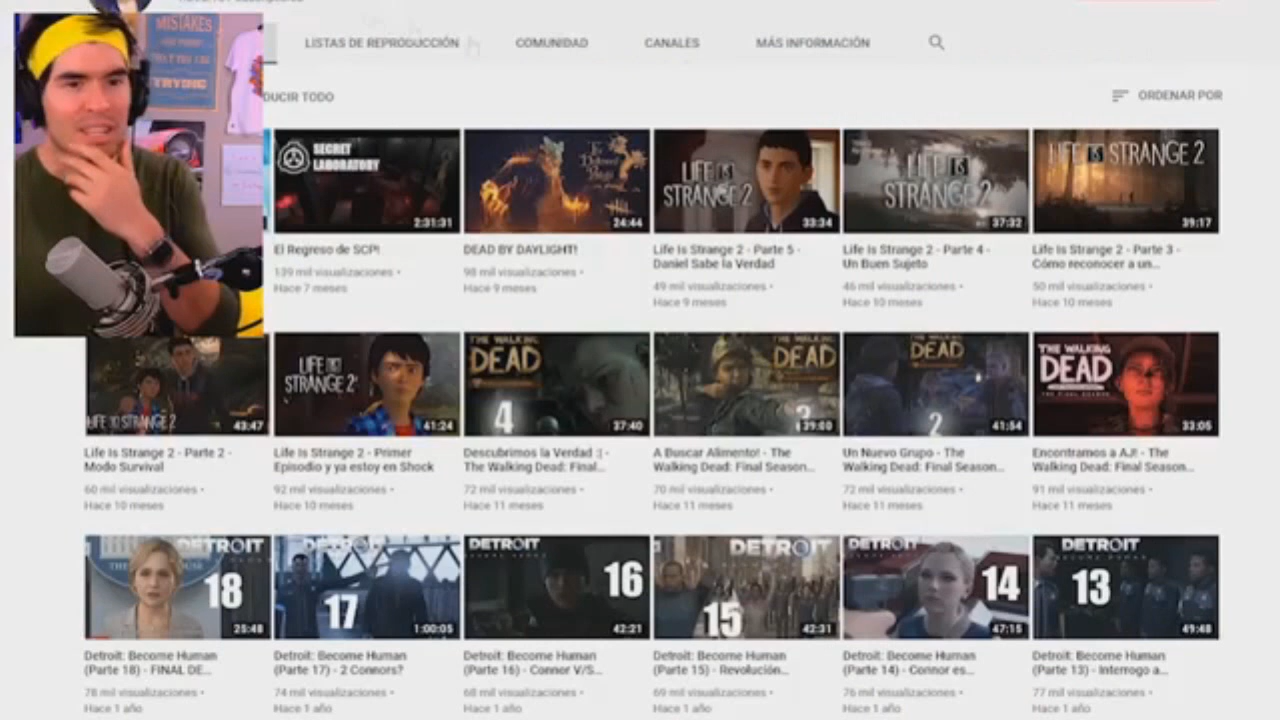 MISTAKES
TRYING
LISTAS DE REPRODUCCIÓN
COMUNIDAD
CANALES
MÁS INFORMACIÓN
DUCIR TODO
ORDENAR POR
SECRET
LABORATORY
2:31:31
24:44
LIFE IS
STRANGE 2
33:34
LIFE IS
STRANGE 2
37:32
LIFE IS STRANGE 2
39:17
El Regreso de SCP!
139 mil visualizaciones •
Hace 7 meses
DEAD BY DAYLIGHT!
98 mil visualizaciones •
Hace 9 meses
Life Is Strange 2 - Parte 5 -
Daniel Sabe la Verdad
49 mil visualizaciones •
Hace 9 meses
Life Is Strange 2 - Parte 4 -
Un Buen Sujeto
46 mil visualizaciones •
Hace 10 meses
Life Is Strange 2 - Parte 3 -
Cómo reconocer a un...
50 mil visualizaciones •
Hace 10 meses
LIFE IS STRANGE 2
43:47
LIFE IS
STRANGE 2
41:24
THE WALKING
DEAD
4
37:40
THE WALKING
DEAD
3
39:00
THE WALKING
DEAD
2
41:54
THE WALKING
DEAD
THE FINAL SEASON
33:05
Life Is Strange 2 - Parte 2 -
Modo Survival
60 mil visualizaciones •
Hace 10 meses
Life Is Strange 2 - Primer
Episodio y ya estoy en Shock
92 mil visualizaciones •
Hace 10 meses
Descubrimos la Verdad :( -
The Walking Dead: Final...
72 mil visualizaciones •
Hace 11 meses
A Buscar Alimento! - The
Walking Dead: Final Season...
70 mil visualizaciones •
Hace 11 meses
Un Nuevo Grupo - The
Walking Dead: Final Season...
72 mil visualizaciones •
Hace 11 meses
Encontramos a AJ! - The
Walking Dead: Final Season...
91 mil visualizaciones •
Hace 11 meses
DETROIT
18
25:48
DETROIT
17
1:00:05
DETROIT
16
42:21
DETROIT
15
42:31
DETROIT
14
47:15
DETROIT
13
49:48
Detroit: Become Human
(Parte 18) - FINAL DE...
78 mil visualizaciones •
Hace 1 año
Detroit: Become Human
(Parte 17) - 2 Connors?
74 mil visualizaciones •
Hace 1 año
Detroit: Become Human
(Parte 16) - Connor V/S...
68 mil visualizaciones •
Hace 1 año
Detroit: Become Human
(Parte 15) - Revolución...
69 mil visualizaciones •
Hace 1 año
Detroit: Become Human
(Parte 14) - Connor es...
76 mil visualizaciones •
Hace 1 año
Detroit: Become Human
(Parte 13) - Interrogo a...
77 mil visualizaciones •
Hace 1 año